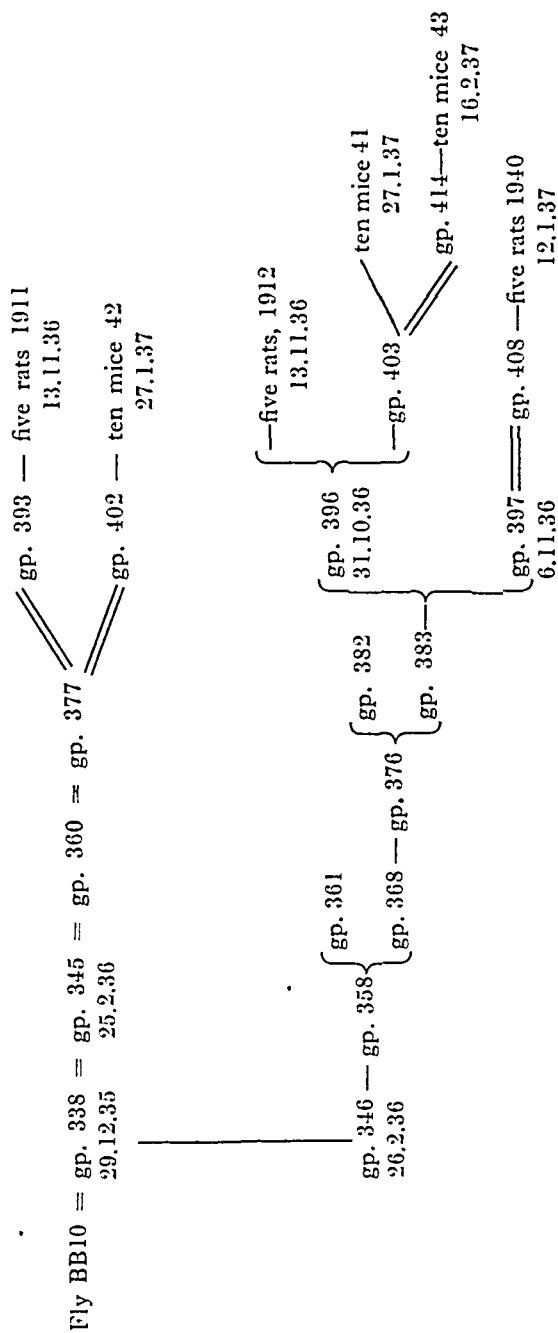 Fly BB10 = gp. 338 = gp. 345 = gp. 360 = gp. 377
29.12.35
25.2.36
gp. 393 — five rats 1911
13.11.36
gp. 402 — ten mice 42
27.1.37
gp. 346 — gp. 358
26.2.36
gp. 361
gp. 368 — gp. 376
gp. 382
gp. 383—
gp. 396
31.10.36
—five rats, 1912
13.11.36
—gp. 403
ten mice 41
27.1.37
gp. 414—ten mice 43
16.2.37
gp. 397 = gp. 408 —five rats 1940
6.11.36
12.1.37